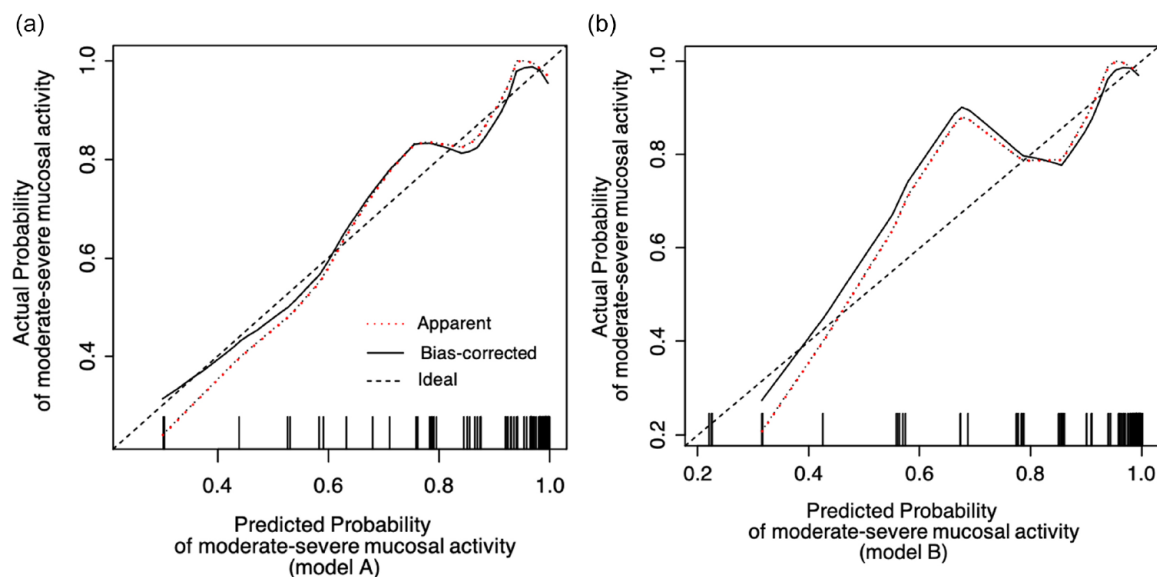 (a)
Actual Probability
of moderate-severe mucosal activity
1.0
0.8
0.6
0.4
Apparent
Bias-corrected
Ideal
0.4 0.6 0.8 1.0
Predicted Probability
of moderate-severe mucosal activity
(model A)
(b)
Actual Probability
of moderate-severe mucosal activity
1.0
0.8
0.6
0.4
0.2
0.2 0.4 0.6 0.8 1.0
Predicted Probability
of moderate-severe mucosal activity
(model B)